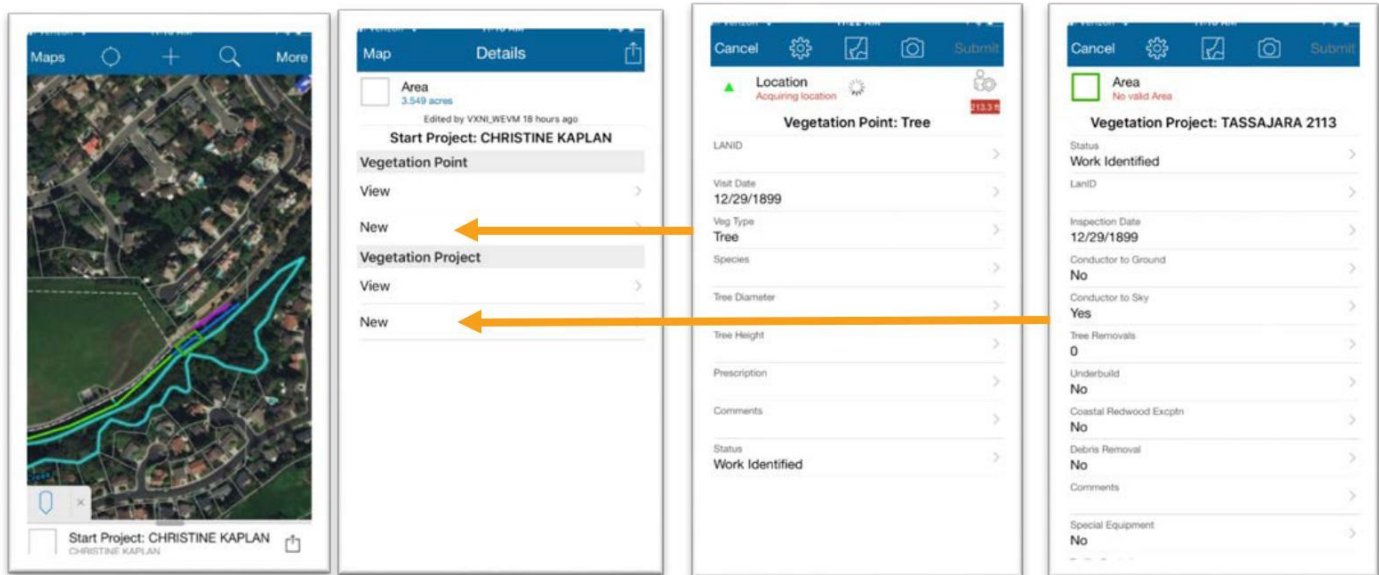 Maps
More
Start Project: CHRISTINE KAPLAN
CHRISTINE KAPLAN
Map Details
Area
3.549 acres
Edited by VXNI_WEVM 18 hours ago
Start Project: CHRISTINE KAPLAN
Vegetation Point
View
New
Vegetation Project
View
New
Cancel Submit
Location
Acquiring location
213.3 ft
Vegetation Point: Tree
LANID
Visit Date
12/29/1899
Veg Type
Tree
Species
Tree Diameter
Tree Height
Prescription
Comments
Status
Work Identified
Cancel Submit
Area
No valid Area
Vegetation Project: TASSAJARA 2113
Status
Work Identified
LanID
Inspection Date
12/29/1899
Conductor to Ground
No
Conductor to Sky
Yes
Tree Removals
0
Underbuild
No
Coastal Redwood Excptn
No
Debris Removal
No
Comments
Special Equipment
No